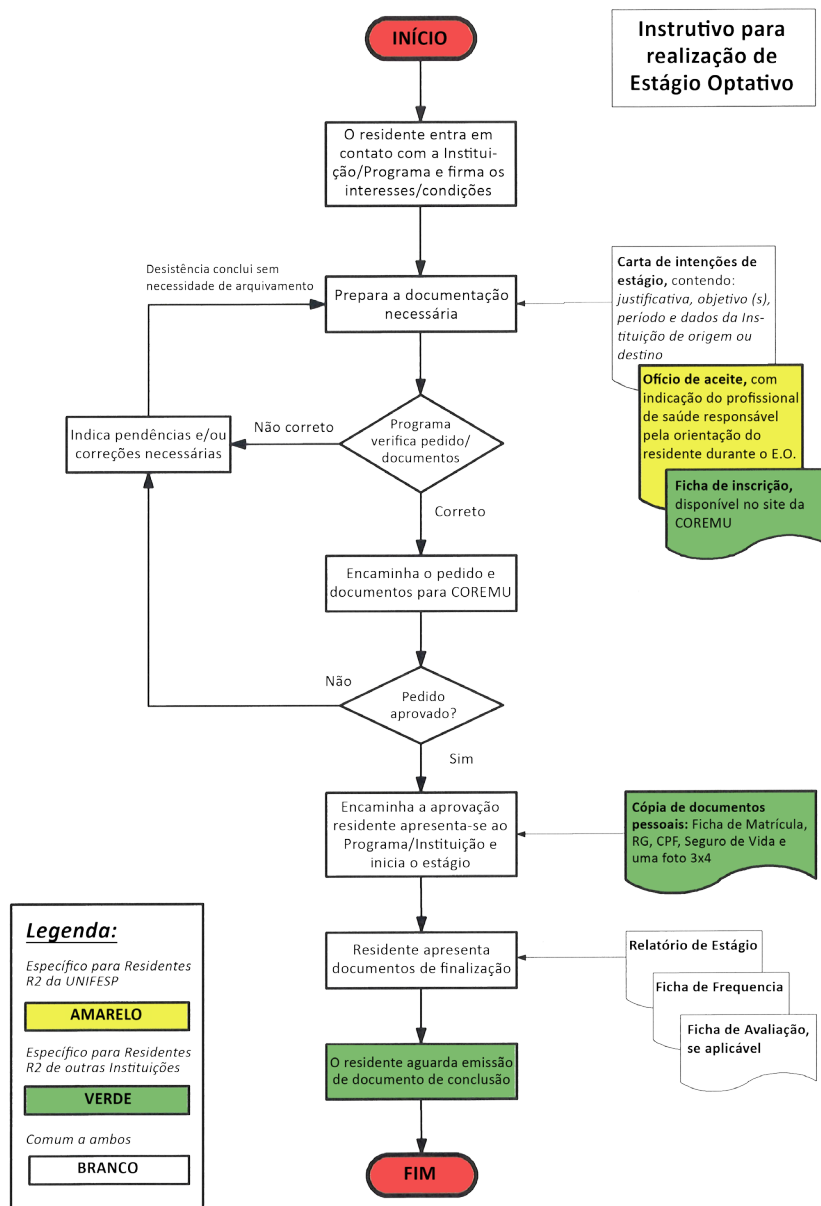 INÍCIO
Instrutivo para
realização de
Estágio Optativo
O residente entra em
contato com a Institui-
ção/Programa e firma os
interesses/condições
Desistência conclui sem
necessidade de arquivamento
Prepara a documentação
necessária
Carta de intenções de
estágio, contendo:
justificativa, objetivo (s),
período e dados da Ins-
tituição de origem ou
destino
Ofício de aceite, com
indicação do profissional
de saúde responsável
pela orientação do
residente durante o E.O.
Ficha de inscrição,
disponível no site da
COREMU
Programa
verifica pedido/
documentos
Não correto
Indica pendências e/ou
correções necessárias
Correto
Encaminha o pedido e
documentos para COREMU
Pedido
aprovado?
Não
Sim
Encaminha a aprovação
residente apresenta-se ao
Programa/Instituição e
inicia o estágio
Cópia de documentos
pessoais: Ficha de Matrícula,
RG, CPF, Seguro de Vida e
uma foto 3x4
Residente apresenta
documentos de finalização
Relatório de Estágio
Ficha de Frequencia
Ficha de Avaliação,
se aplicável
O residente aguarda emissão
de documento de conclusão
FIM
Legenda:
Específico para Residentes
R2 da UNIFESP
AMARELO
Específico para Residentes
R2 de outras Instituições
VERDE
Comum a ambos
BRANCO